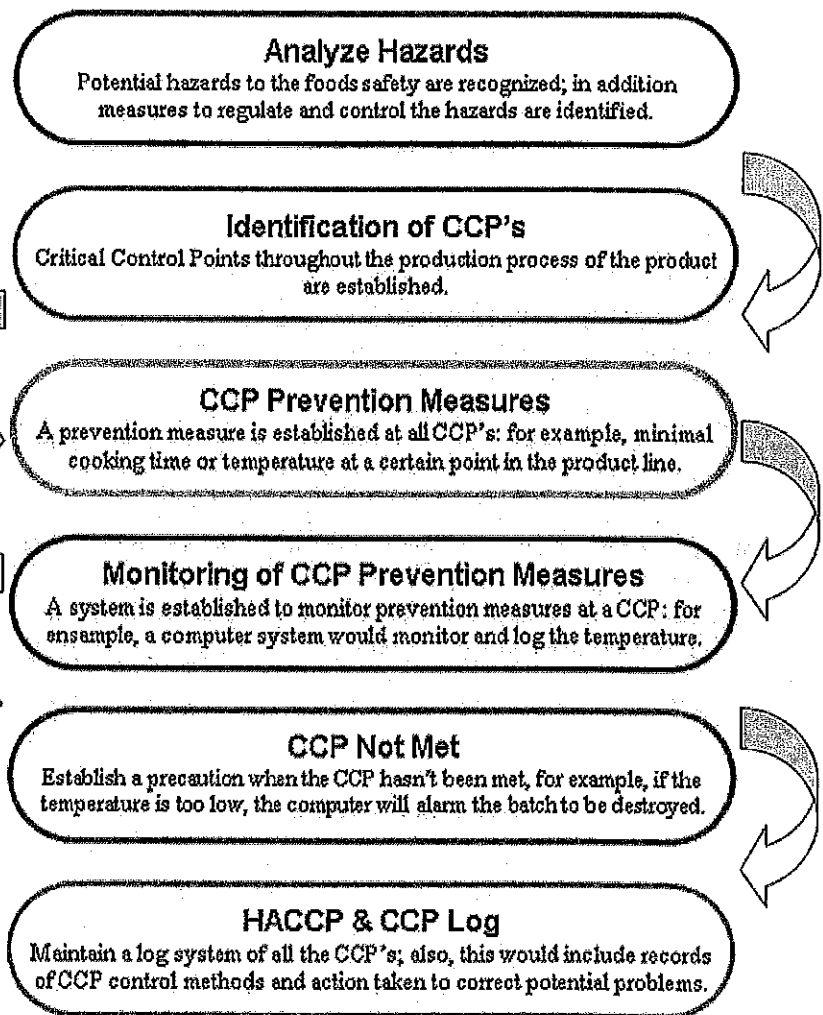 Analyze Hazards
Potential hazards to the foods safety are recognized; in addition
measures to regulate and control the hazards are identified.
Identification of CCP's
Critical Control Points throughout the production process of the product
are established.
CCP Prevention Measures
A prevention measure is established at all CCP's: for example, minimal
cooking time or temperature at a certain point in the product line.
Monitoring of CCP Prevention Measures
A system is established to monitor prevention measures at a CCP: for
ensample, a computer system would monitor and log the temperature.
CCP Not Met
Establish a precaution when the CCP hasn't been met, for example, if the
temperature is too low, the computer will alarm the batch to be destroyed.
HACCP & CCP Log
Maintain a log system of all the CCP's; also, this would include records
of CCP control methods and action taken to correct potential problems.